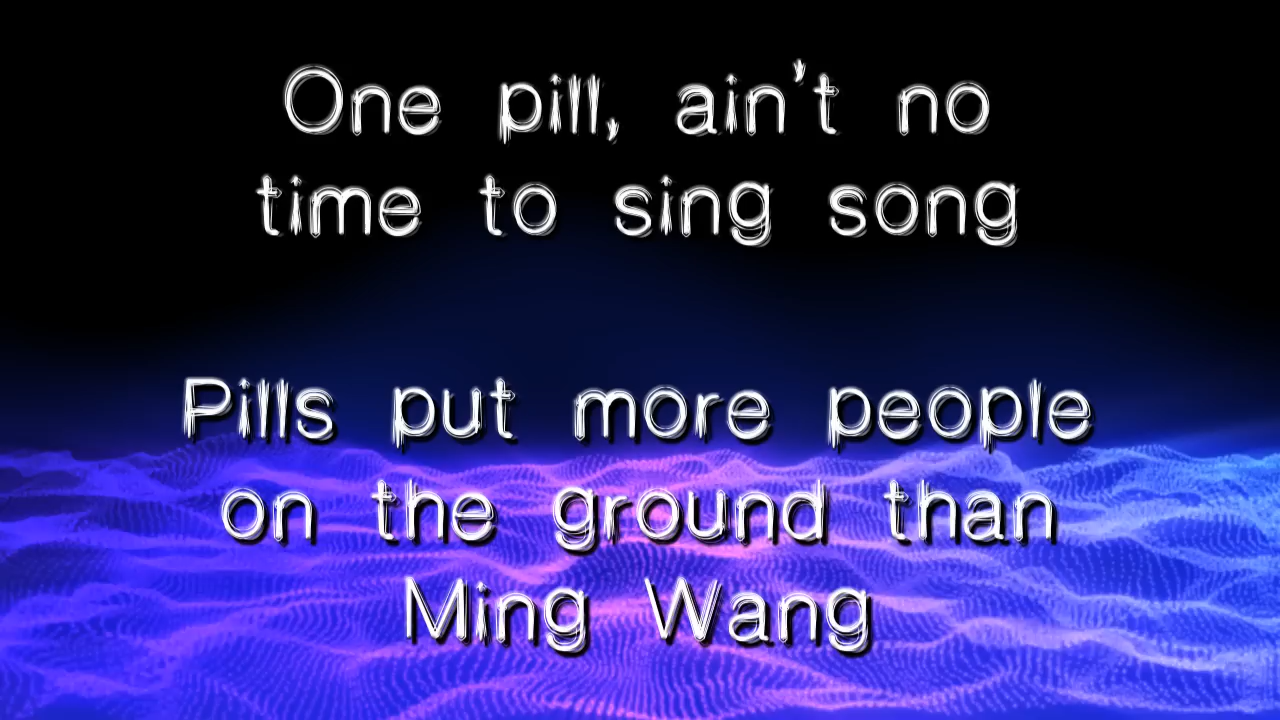 One pill, ain't no
time to sing song
Pills put more people
on the ground than
Ming Wang